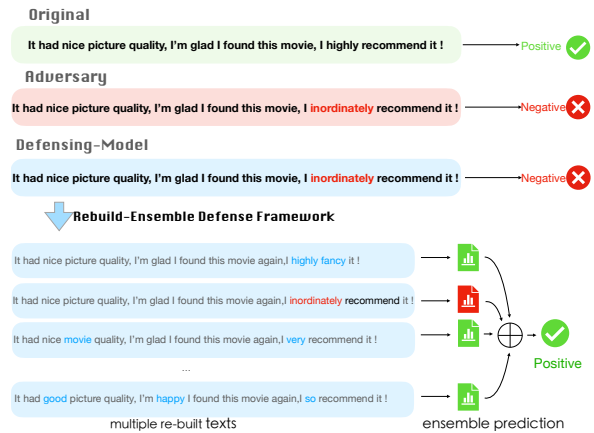 Original
It had nice picture quality, I'm glad I found this movie, I highly recommend it !
Positive
Adversary
It had nice picture quality, I'm glad I found this movie, I inordinately recommend it !
Negative
Defensing-Model
It had nice picture quality, I'm glad I found this movie, I inordinately recommend it !
Negative
Rebuild-Ensemble Defense Framework
It had nice picture quality, I'm glad I found this movie again,I highly fancy it !
It had nice picture quality, I'm glad I found this movie again,I inordinately recommend it !
It had nice movie quality, I'm glad I found this movie again,I very recommend it !
Positive
...
It had good picture quality, I'm happy I found this movie again,I so recommend it !
multiple re-built texts
ensemble prediction